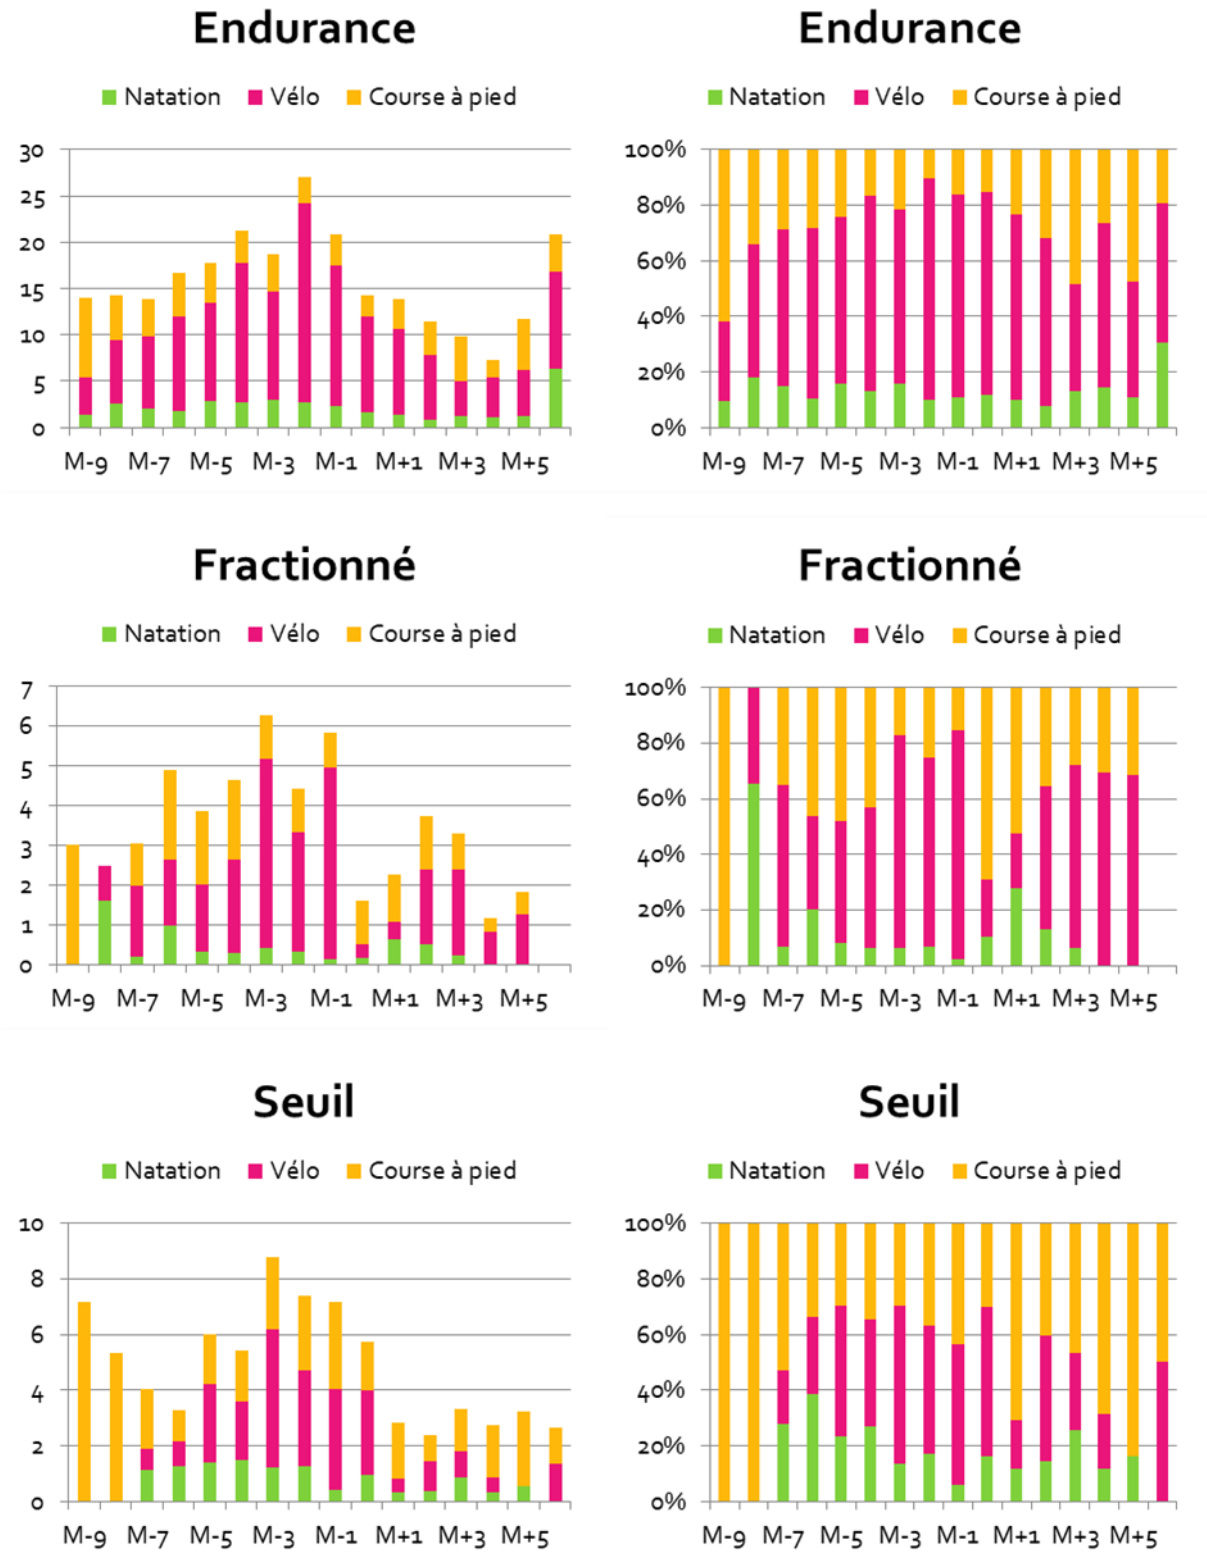 Endurance
Natation Vélo Course à pied
30
25
20
15
10
5
0
M-9 M-7 M-5 M-3 M-1 M+1 M+3 M+5
Endurance
Natation Vélo Course à pied
100%
80%
60%
40%
20%
0%
M-9 M-7 M-5 M-3 M-1 M+1 M+3 M+5
Fractionné
Natation Vélo Course à pied
7
6
5
4
3
2
1
0
M-9 M-7 M-5 M-3 M-1 M+1 M+3 M+5
Fractionné
Natation Vélo Course à pied
100%
80%
60%
40%
20%
0%
M-9 M-7 M-5 M-3 M-1 M+1 M+3 M+5
Seuil
Natation Vélo Course à pied
10
8
6
4
2
0
M-9 M-7 M-5 M-3 M-1 M+1 M+3 M+5
Seuil
Natation Vélo Course à pied
100%
80%
60%
40%
20%
0%
M-9 M-7 M-5 M-3 M-1 M+1 M+3 M+5